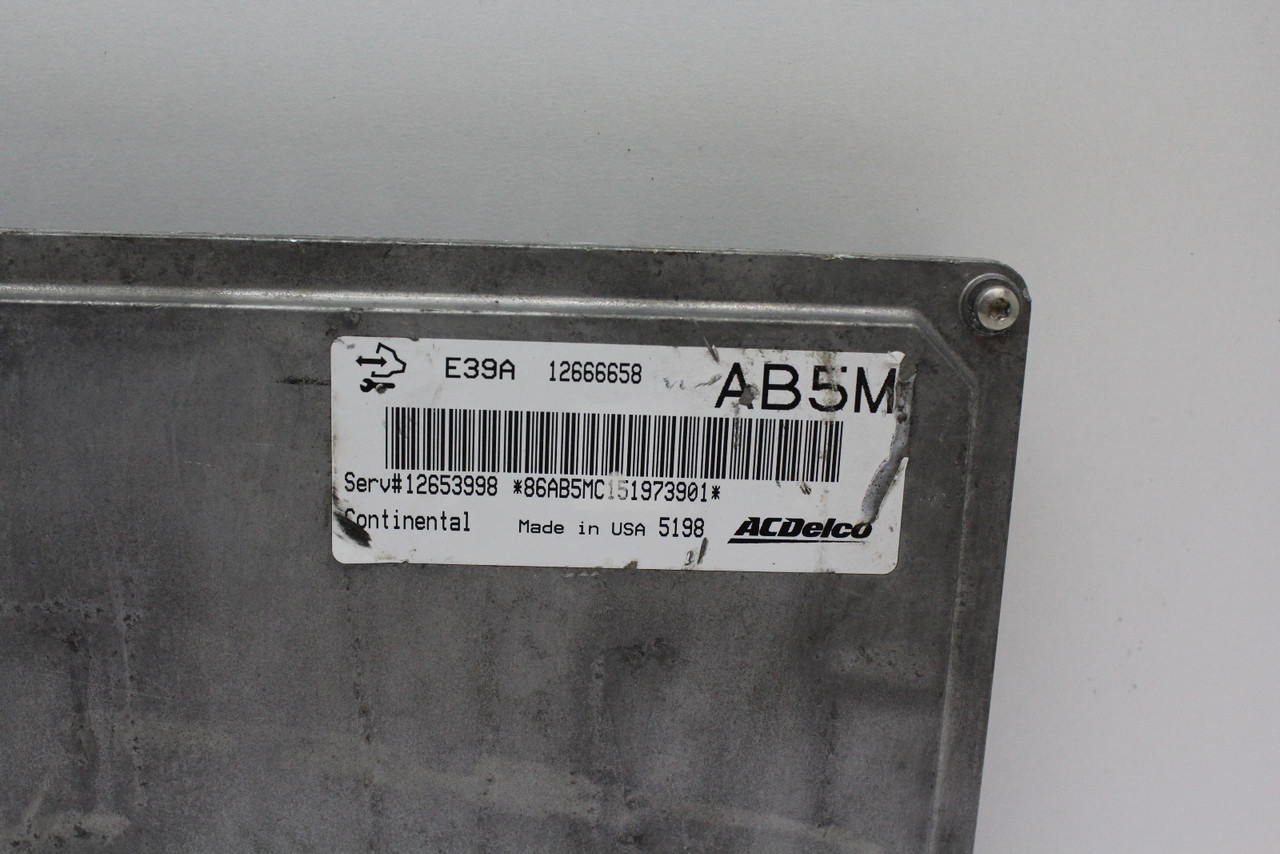 E39A 12666658 AB5M
Serv#12653998 *86AB5MC151973901*
Continental Made in USA 5198 ACDelco